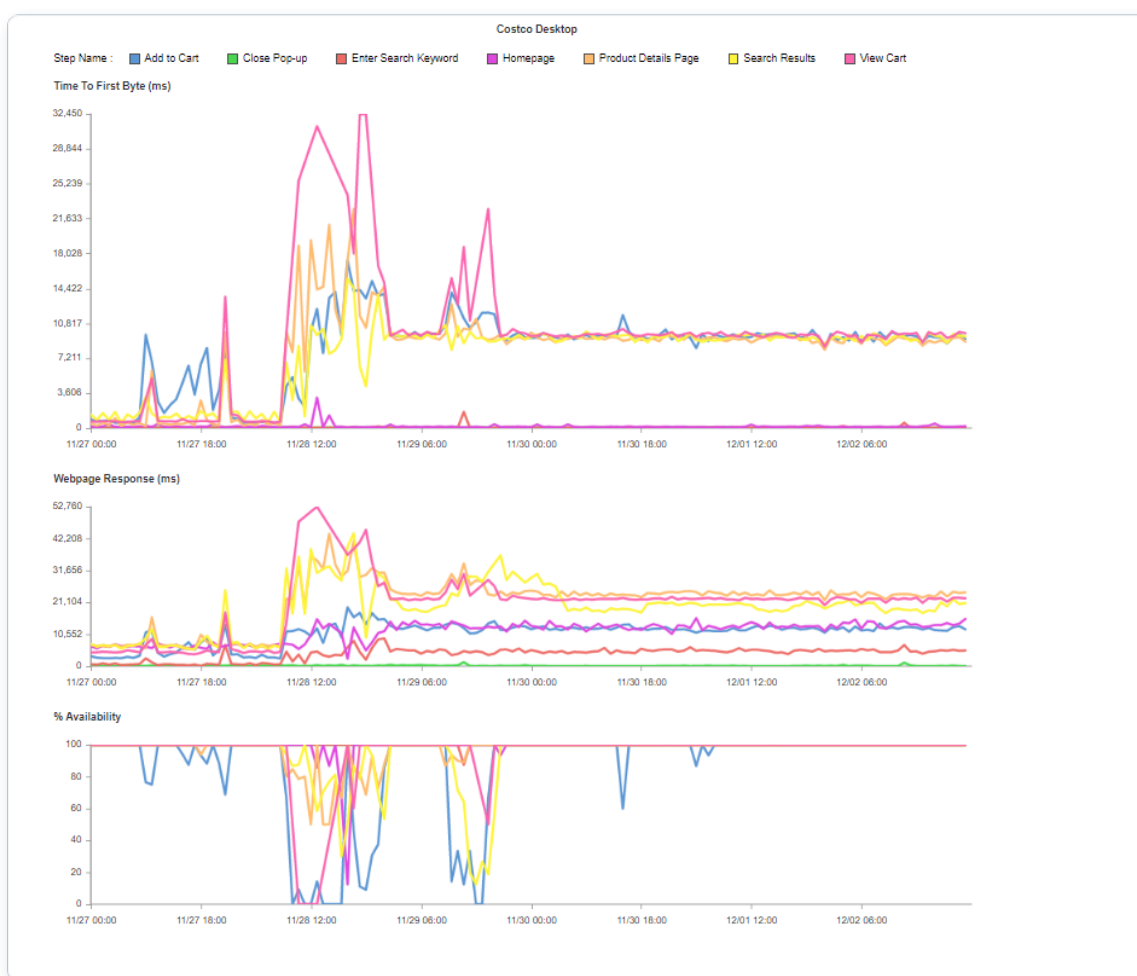 Costco Desktop
Step Name : Add to Cart Close Pop-up Enter Search Keyword Homepage Product Details Page Search Results View Cart
Time To First Byte (ms)
32,450
28,844
25,239
21,633
18,028
14,422
10,817
7,211
3,606
0
11/27 00:00 11/27 18:00 11/28 12:00 11/29 06:00 11/30 00:00 11/30 18:00 12/01 12:00 12/02 06:00
Webpage Response (ms)
52,760
42,208
31,656
21,104
10,552
0
11/27 00:00 11/27 18:00 11/28 12:00 11/29 06:00 11/30 00:00 11/30 18:00 12/01 12:00 12/02 06:00
% Availability
100
80
60
40
20
0
11/27 00:00 11/27 18:00 11/28 12:00 11/29 06:00 11/30 00:00 11/30 18:00 12/01 12:00 12/02 06:00